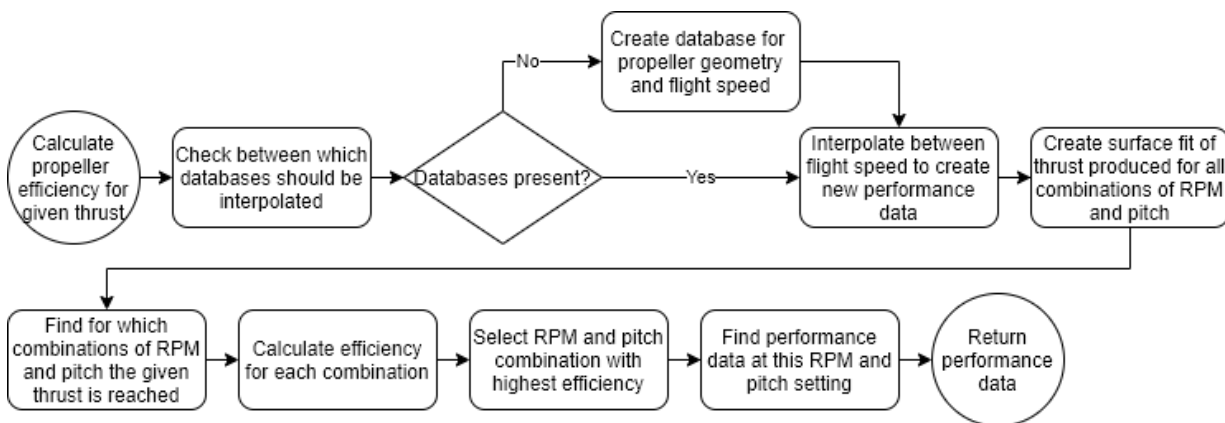 Calculate
propeller
efficiency for
given thrust
Check between which
databases should be
interpolated
Databases present?
No
Create database for
propeller geometry
and flight speed
Yes
Interpolate between
flight speed to create
new performance
data
Create surface fit of
thrust produced for all
combinations of RPM
and pitch
Find for which
combinations of RPM
and pitch the given
thrust is reached
Calculate efficiency
for each combination
Select RPM and pitch
combination with
highest efficiency
Find performance
data at this RPM and
pitch setting
Return
performance
data